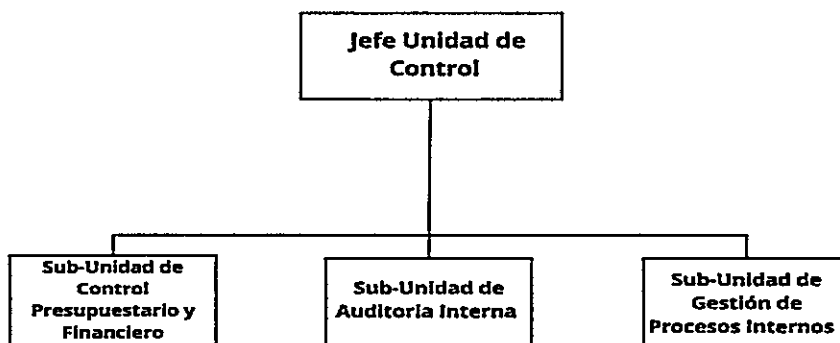 Jefe Unidad de
Control
Sub-Unidad de
Control
Presupuestario y
Financiero
Sub-Unidad de
Auditoria Interna
Sub-Unidad de
Gestión de
Procesos Internos